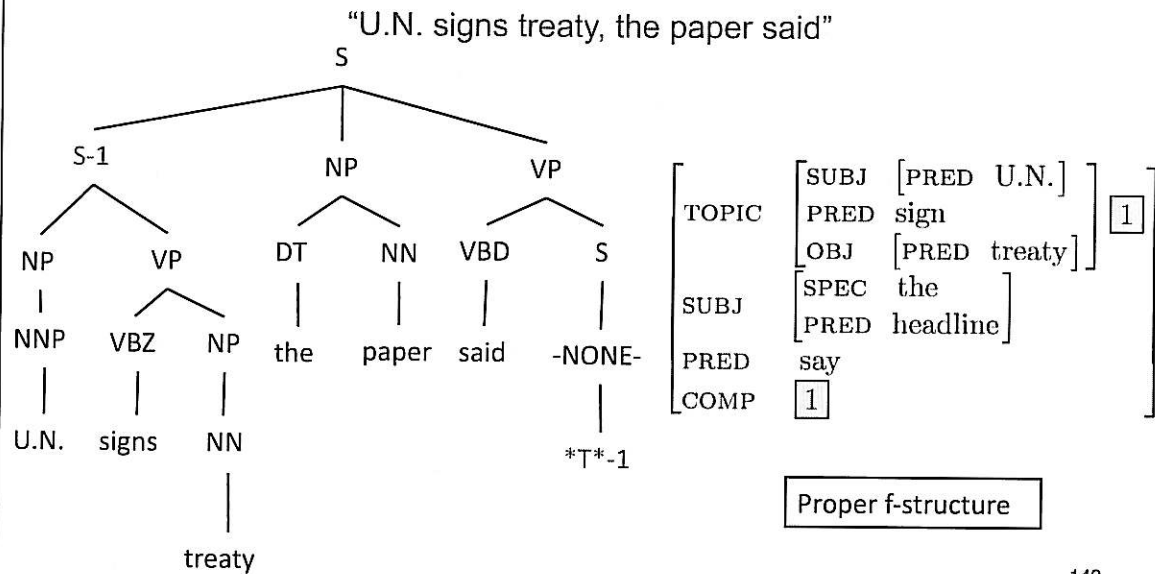 “U.N. signs treaty, the paper said”
S
S-1 NP VP
NP VP DT NN VBD S
NNP VBZ NP the paper said -NONE-
U.N. signs NN *T*-1
treaty
TOPIC [SUBJ [PRED U.N.]
PRED sign
OBJ [PRED treaty]] 1
SUBJ [SPEC the
PRED headline]
PRED say
COMP 1
Proper f-structure